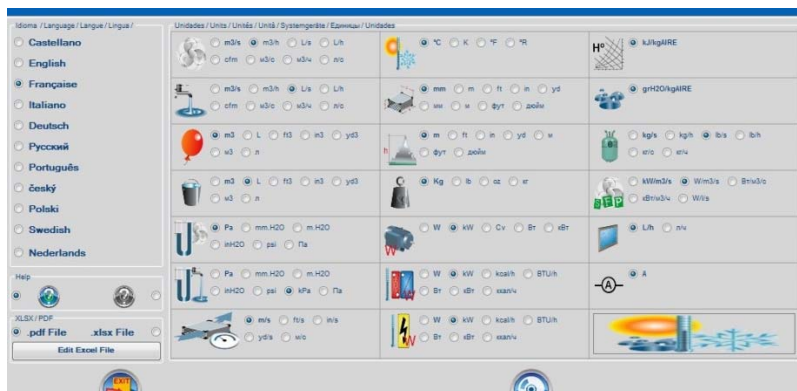 Idioma / Language / Langue / Lingua /
Castellano
English
Française
Italiano
Deutsch
Русский
Português
český
Polski
Swedish
Nederlands
Help
XLSX / PDF
.pdf File .xlsx File
Edit Excel File
EXIT
Unidades / Units / Unités / Unità / Systemgeräte / Единицы / Unidades
m3/s m3/h L/s L/h
cfm м3/с м3/ч л/с
m3/s m3/h L/s L/h
cfm м3/с м3/ч л/с
m3 L ft3 in3 yd3
м3 л
m3 L ft3 in3 yd3
м3 л
Pa mm.H2O m.H2O
inH2O psi Па
Pa mm.H2O m.H2O
inH2O psi kPa Па
m/s ft/s in/s
yd/s м/с
ºC K ºF ºR
mm m ft in yd
мм м фут дюйм
h
m ft in yd м
фут дюйм
Kg lb oz кг
W
W kW Cv Вт кВт
W
W kW kcal/h BTU/h
Вт кВт ккал/ч
W
W kW kcal/h BTU/h
Вт кВт ккал/ч
Hº
kJ/kgAIRE
grH2O/kgAIRE
kg/s kg/h lb/s lb/h
кг/с кг/ч
SFP
kW/m3/s W/m3/s Вт/м3/с
кВт/м3/ч W/l/s
L/h л/ч
A
A